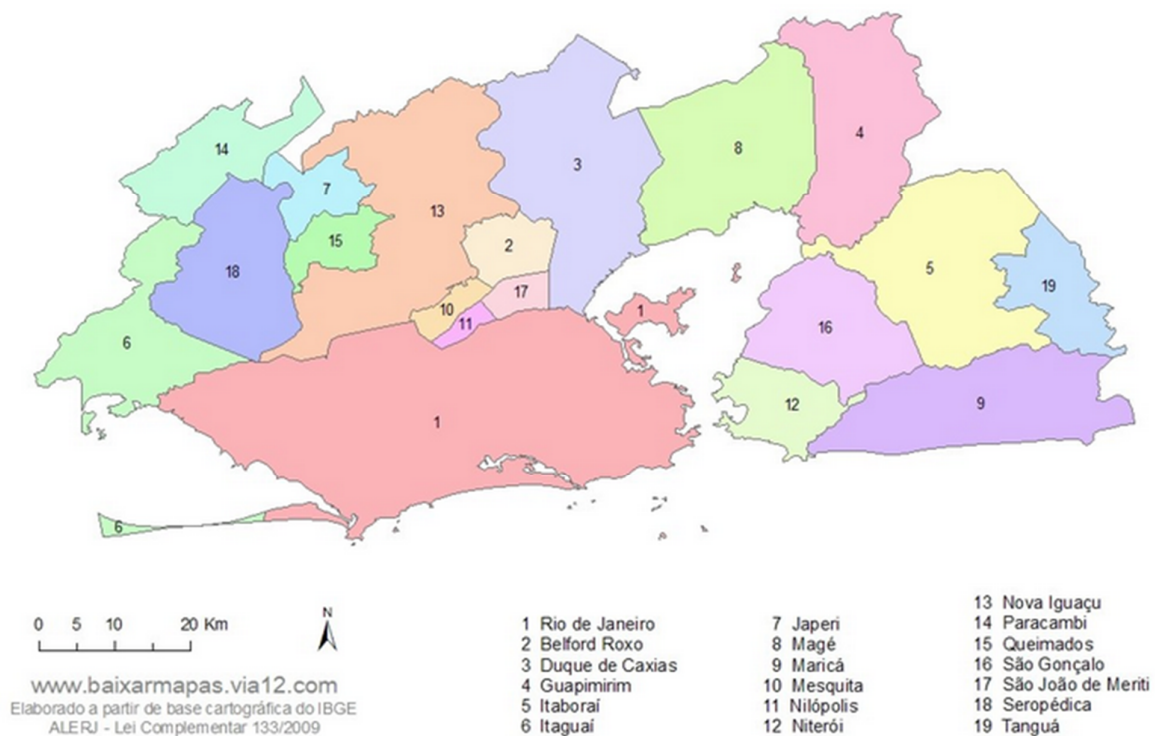 4
14
8
3
7
13
15
2
5
18
19
17
10
1
11
16
6
12
9
1
6
N
0 5 10 20 Km
www.baixarmapas.via12.com
Elaborado a partir de base cartográfica do IBGE
ALERJ - Lei Complementar 133/2009
1 Rio de Janeiro
2 Belford Roxo
3 Duque de Caxias
4 Guapimirim
5 Itaboraí
6 Itaguaí
7 Japeri
8 Magé
9 Maricá
10 Mesquita
11 Nilópolis
12 Niterói
13 Nova Iguaçu
14 Paracambi
15 Queimados
16 São Gonçalo
17 São João de Meriti
18 Seropédica
19 Tanguá